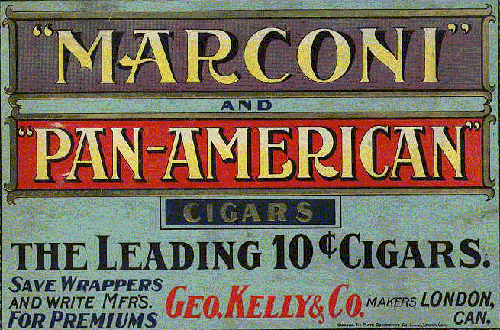 "MARCONI"
AND
"PAN-AMERICAN"
CIGARS
THE LEADING 10¢ CIGARS.
SAVE WRAPPERS
AND WRITE MFRS.
FOR PREMIUMS
GEO. KELLY & CO. MAKERS LONDON,
CAN.